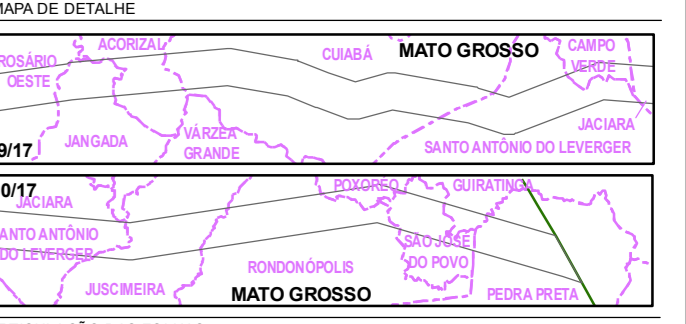 MAPA DE DETALHE
ACORIZAL
ROSÁRIO
OESTE
CUIABÁ
MATO GROSSO
CAMPO
VERDE
JANGADA
VÁRZEA
GRANDE
JACIARA
SANTO ANTÔNIO DO LEVERGER
9/17
0/17
JACIARA
ANTO ANTÔNIO
DO LEVERGER
POXORÉO
GUIRATINGA
SÃO JOSÉ
DO POVO
RONDONÓPOLIS
JUSCIMEIRA
MATO GROSSO
PEDRA PRETA